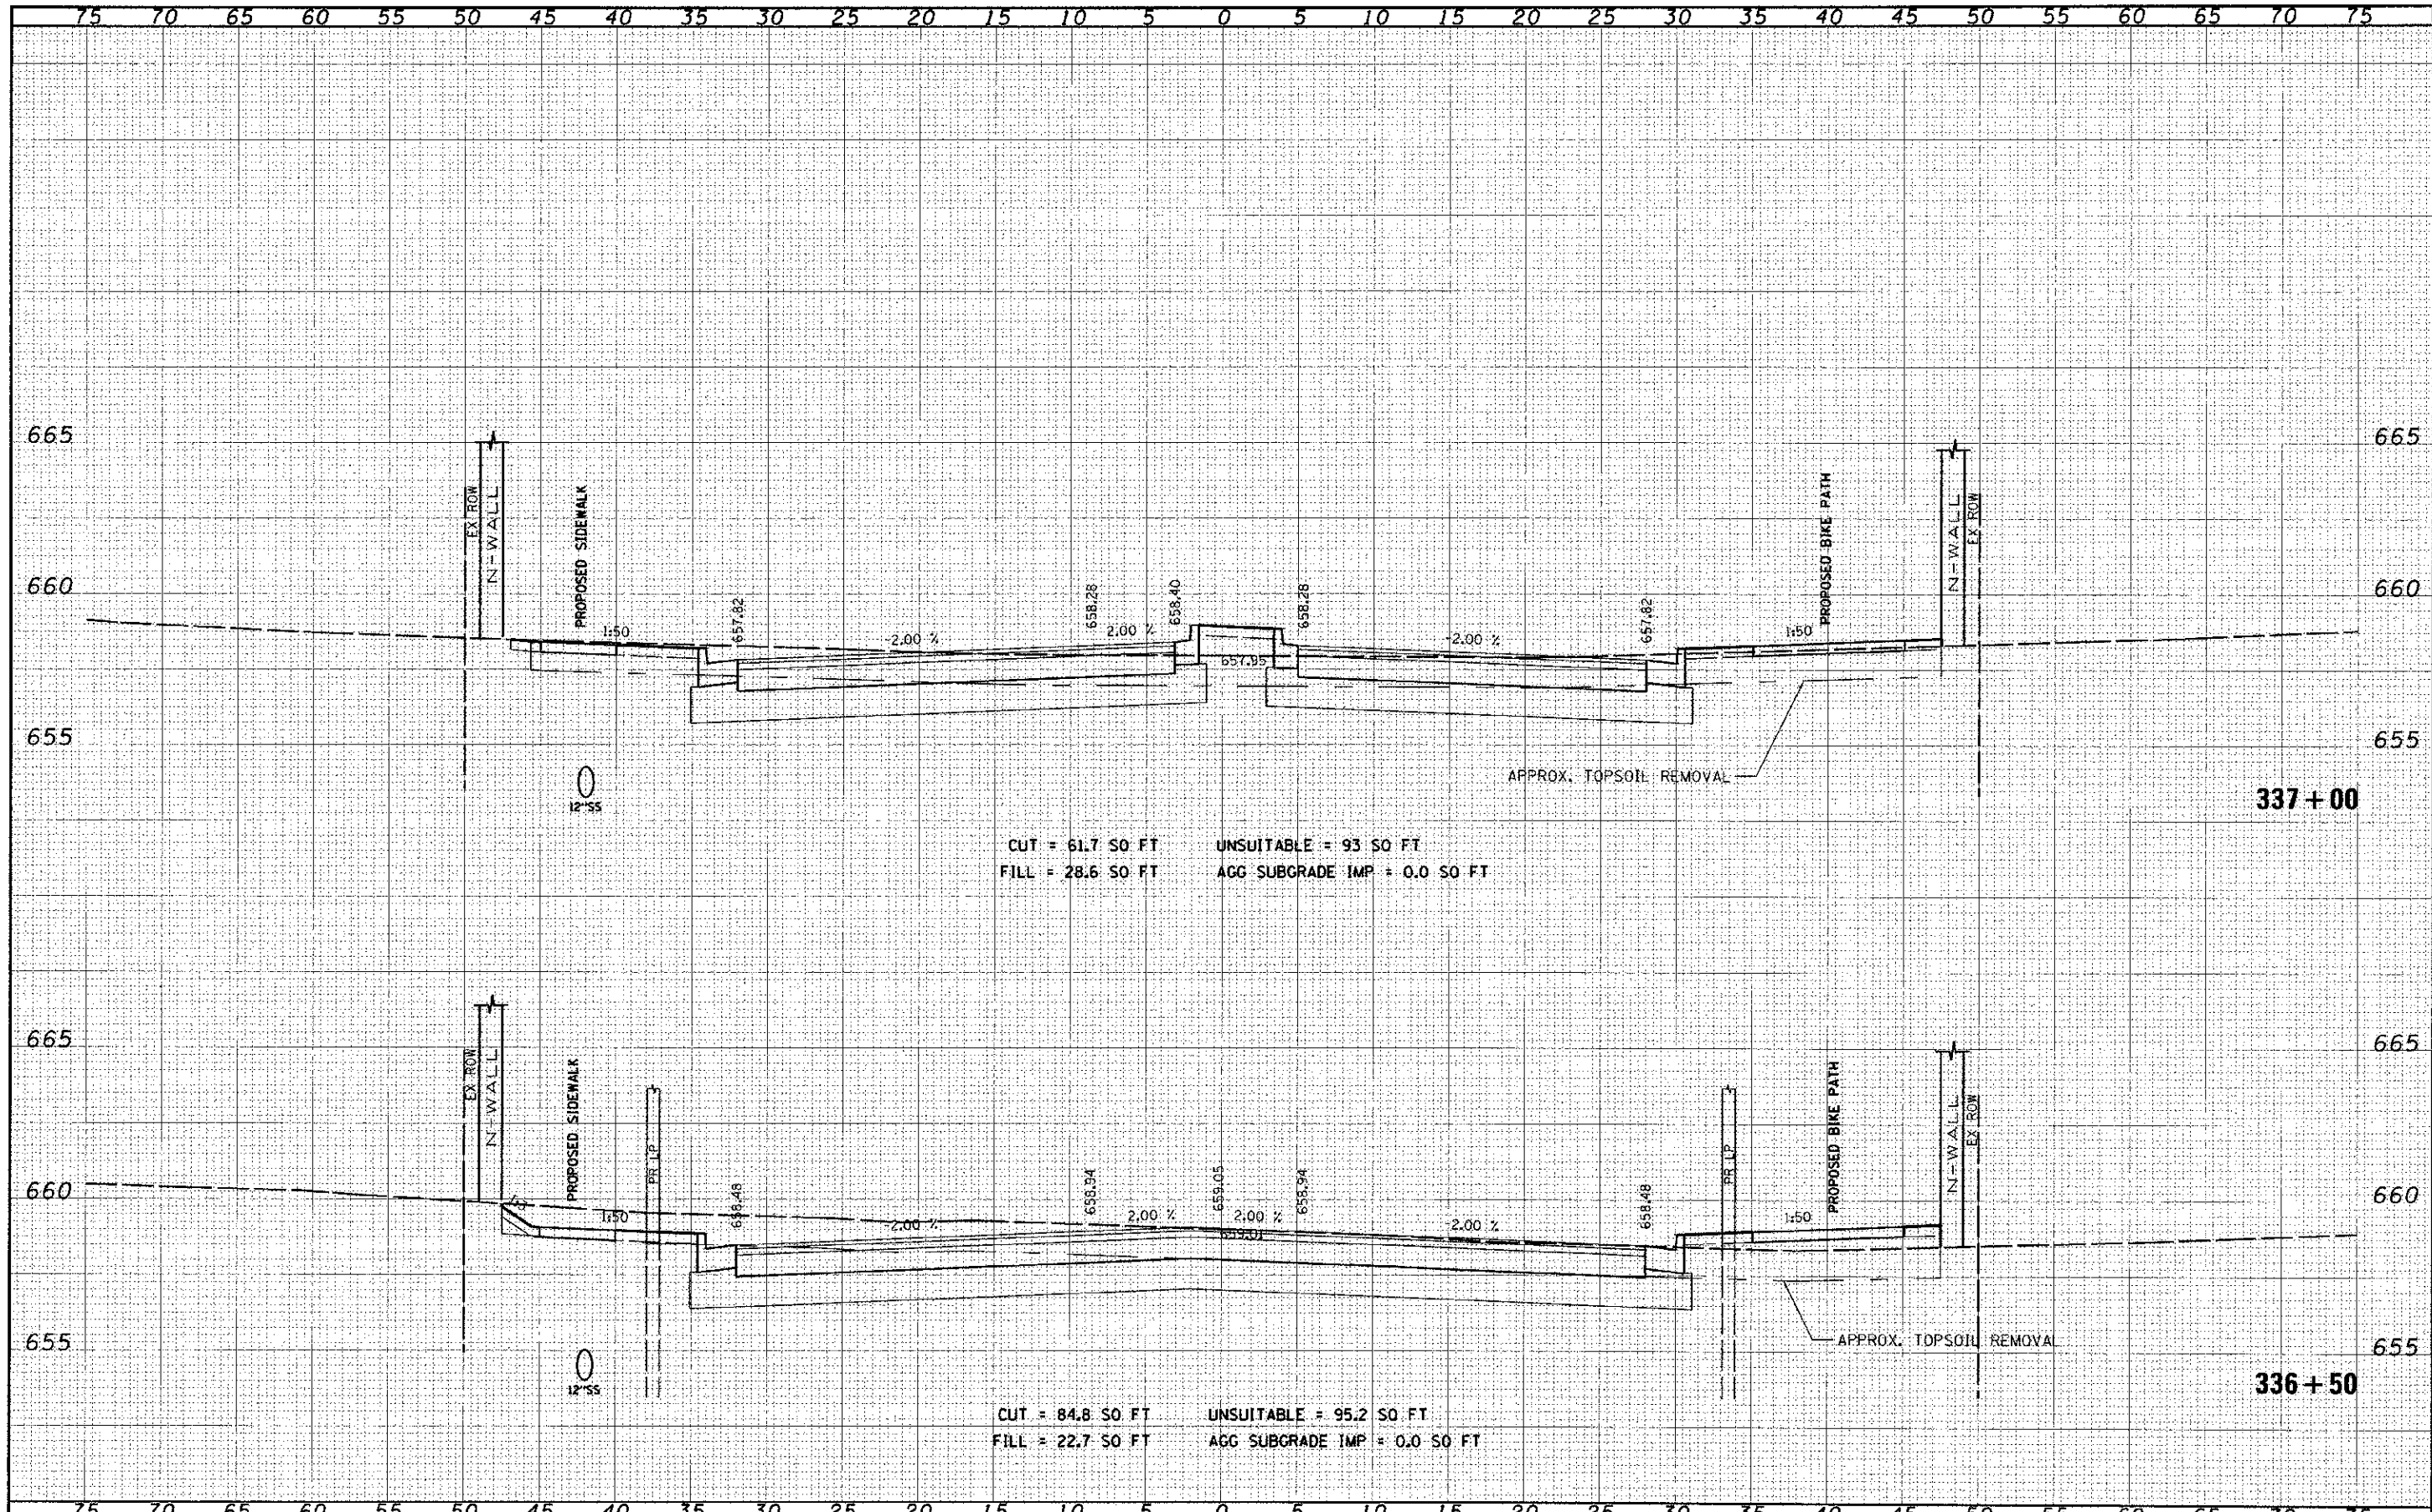 75 70 65 60 55 50 45 40 35 30 25 20 15 10 5 0 5 10 15 20 25 30 35 40 45 50 55 60 65 70 75
665 665
EX ROW
N-WALL
PROPOSED SIDEWALK
PROPOSED BIKE PATH
N-WALL
EX ROW
660 660
1:50
657.82
-2.00 %
658.28
2.00 %
658.40
658.28
-2.00 %
657.82
1:50
657.95
655 655
APPROX. TOPSOIL REMOVAL
12"SS
337+00
CUT = 61.7 SQ FT UNSUITABLE = 93 SQ FT
FILL = 28.6 SQ FT AGG SUBGRADE IMP = 0.0 SQ FT
665 665
EX ROW
N-WALL
PROPOSED SIDEWALK
PR LP
PR LP
PROPOSED BIKE PATH
N-WALL
EX ROW
660 660
1:50
658.48
-2.00 %
658.94
2.00 %
659.05
2.00 %
658.94
-2.00 %
658.48
1:50
659.01
655 655
APPROX. TOPSOIL REMOVAL
12"SS
336+50
CUT = 84.8 SQ FT UNSUITABLE = 95.2 SQ FT
FILL = 22.7 SQ FT AGG SUBGRADE IMP = 0.0 SQ FT
75 70 65 60 55 50 45 40 35 30 25 20 15 10 5 0 5 10 15 20 25 30 35 40 45 50 55 60 65 70 75